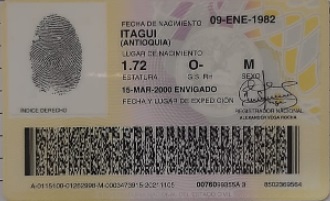 FECHA DE NACIMIENTO 09-ENE-1982
ITAGUI
(ANTIOQUIA)
LUGAR DE NACIMIENTO
1.72 O- M
ESTATURA G.S. RH SEXO
15-MAR-2000 ENVIGADO
FECHA Y LUGAR DE EXPEDICIÓN
INDICE DERECHO
REGISTRADOR NACIONAL